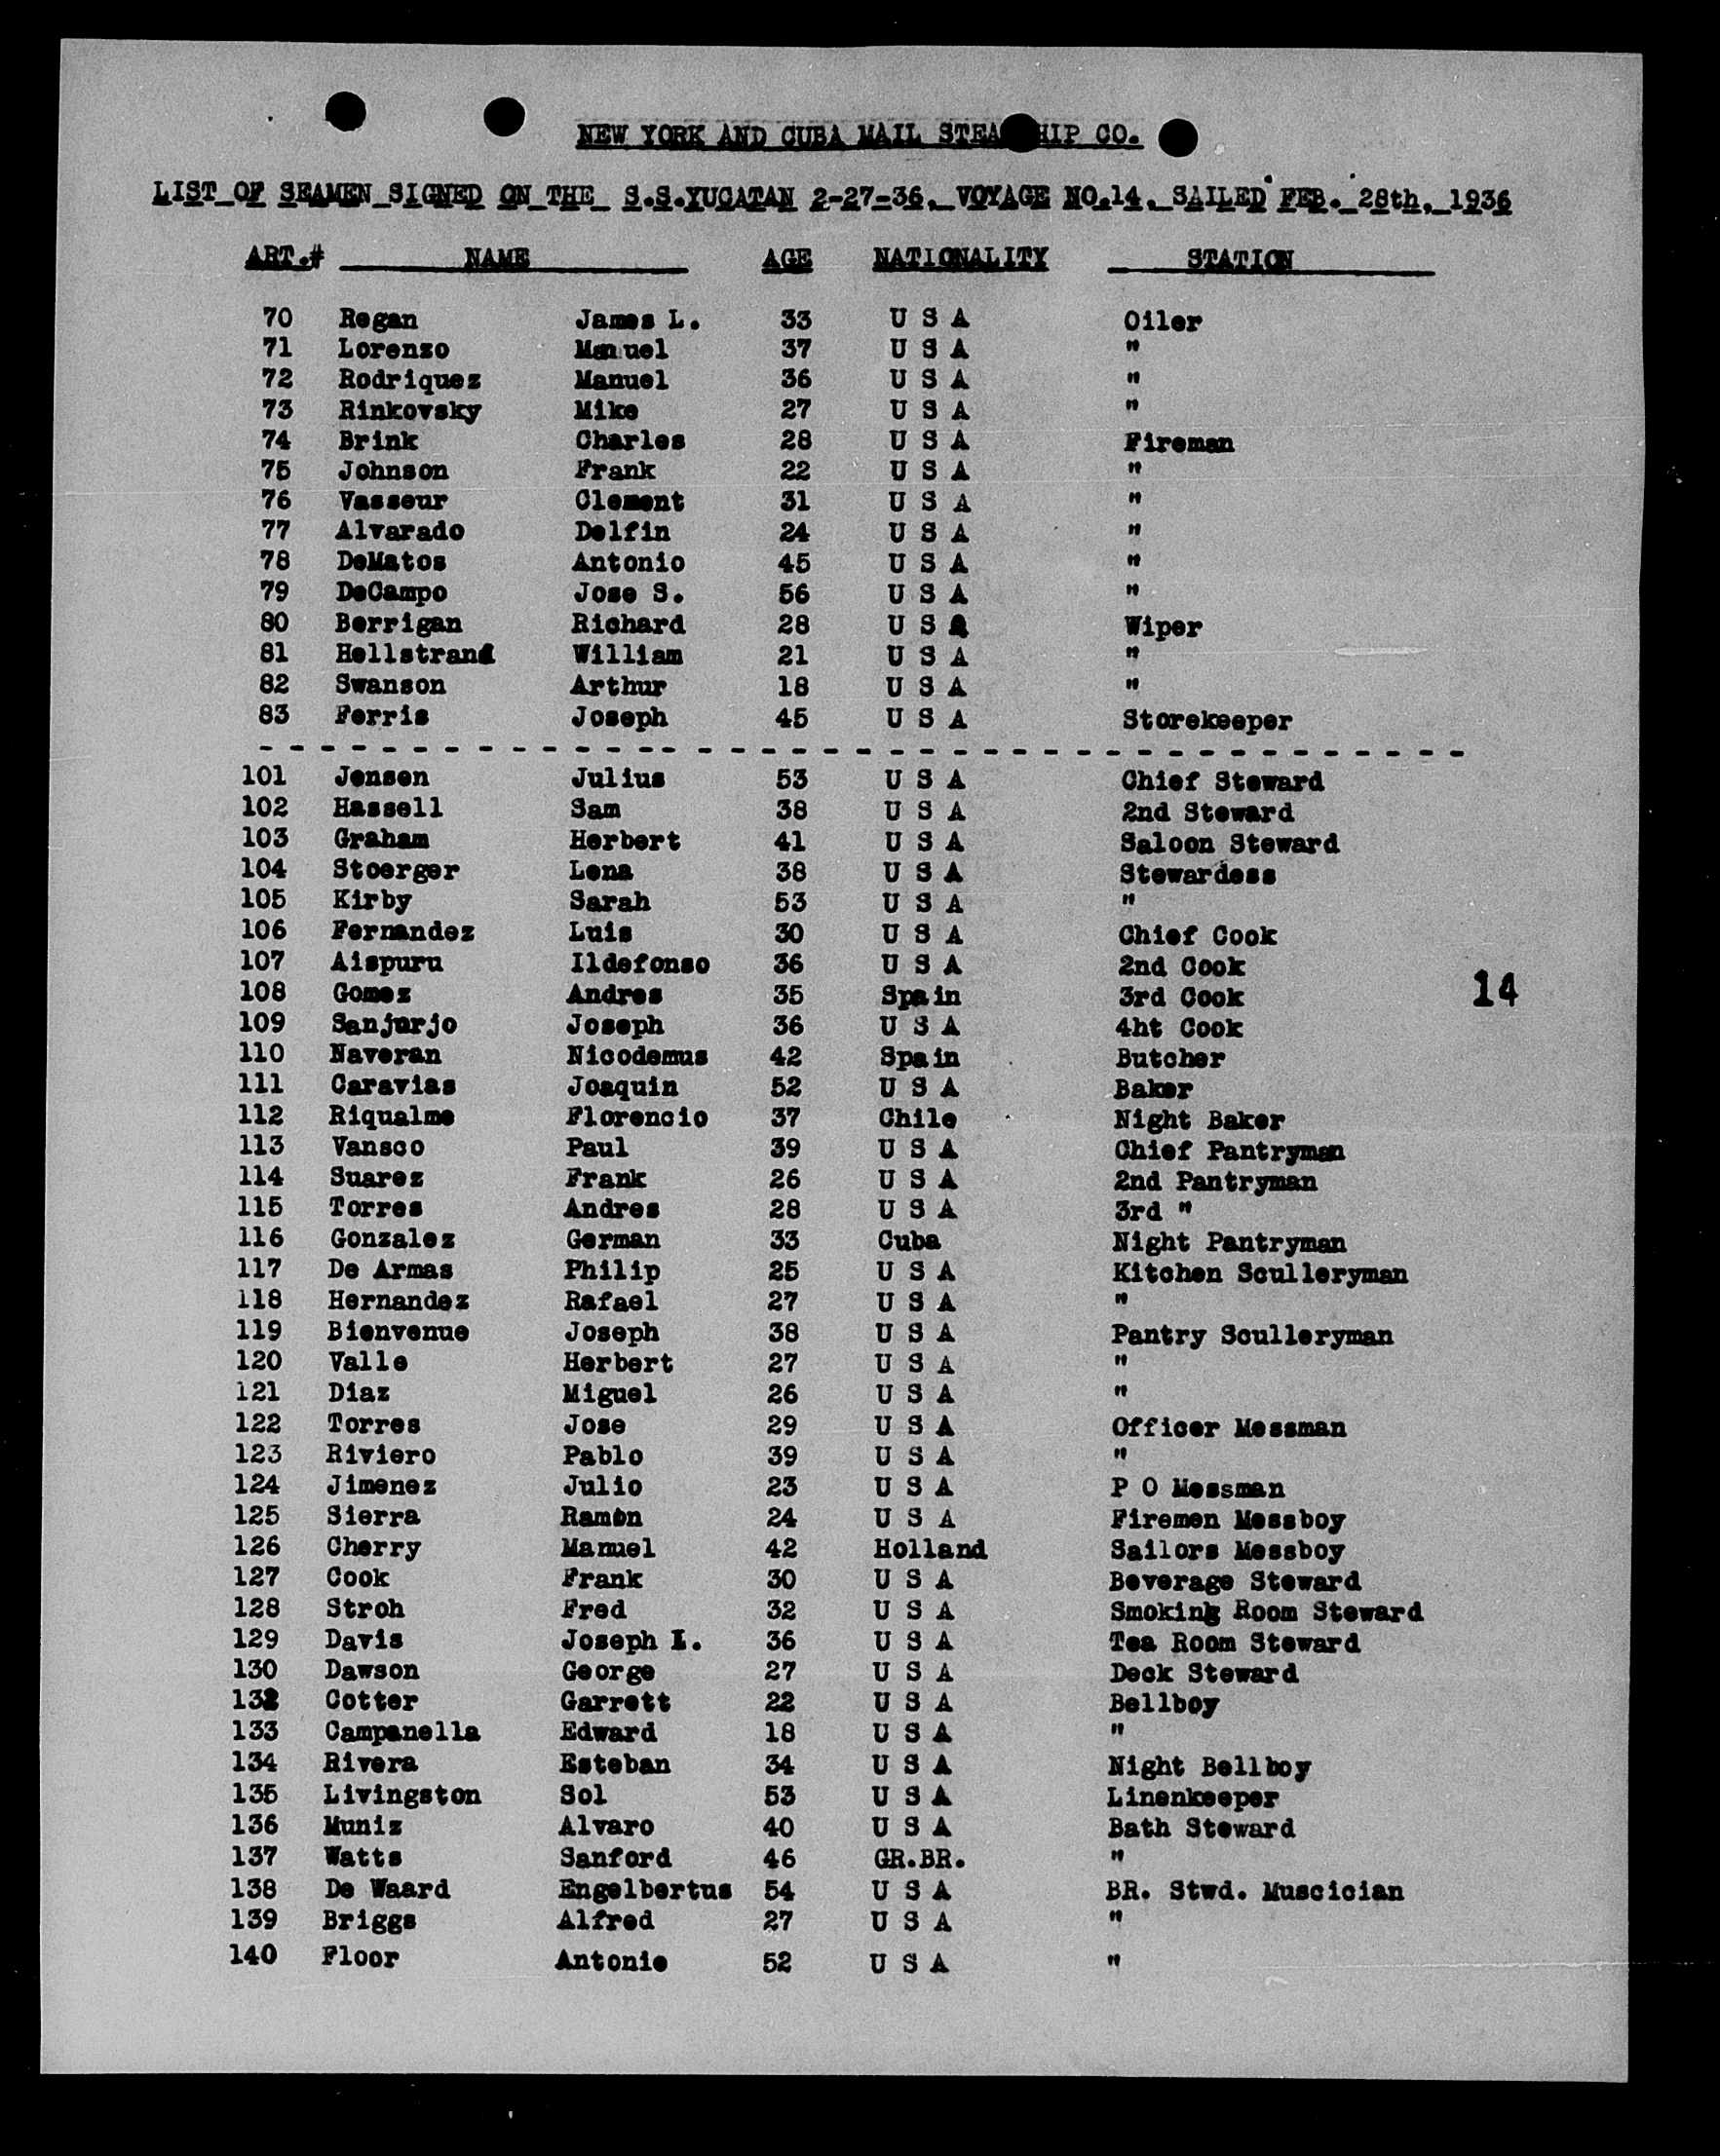 NEW YORK AND CUBA MAIL STEA HIP CO.
LIST OF SEAMEN SIGNED ON THE S.S.YUCATAN 2-27-36. VOYAGE NO.14. SAILED FEB. 28th, 1936
ART.# NAME AGE NATIONALITY STATION
70 Regan James L. 33 U S A Oiler
71 Lorenzo Manuel 37 U S A "
72 Rodriquez Manuel 36 U S A "
73 Rinkovsky Mike 27 U S A "
74 Brink Charles 28 U S A Fireman
75 Johnson Frank 22 U S A "
76 Vasseur Clement 31 U S A "
77 Alvarado Delfin 24 U S A "
78 DeMatos Antonio 45 U S A "
79 DeCampo Jose S. 56 U S A "
80 Berrigan Richard 28 U S A Wiper
81 Hellstrand William 21 U S A "
82 Swanson Arthur 18 U S A "
83 Ferris Joseph 45 U S A Storekeeper
- - - - - - - - - - - - - - - - - - - - - - - - - - - - - - - - - - - - - - -
101 Jensen Julius 53 U S A Chief Steward
102 Hassell Sam 38 U S A 2nd Steward
103 Graham Herbert 41 U S A Saloon Steward
104 Stoerger Lena 38 U S A Stewardess
105 Kirby Sarah 53 U S A "
106 Fernandez Luis 30 U S A Chief Cook
107 Aispuru Ildefonso 36 U S A 2nd Cook
108 Gomez Andres 35 Spain 3rd Cook 14
109 Sanjurjo Joseph 36 U S A 4ht Cook
110 Naveran Nicodemus 42 Spain Butcher
111 Caravias Joaquin 52 U S A Baker
112 Riqualme Florencio 37 Chile Night Baker
113 Vansco Paul 39 U S A Chief Pantryman
114 Suarez Frank 26 U S A 2nd Pantryman
115 Torres Andres 28 U S A 3rd "
116 Gonzalez German 33 Cuba Night Pantryman
117 De Armas Philip 25 U S A Kitchen Sculleryman
118 Hernandez Rafael 27 U S A "
119 Bienvenue Joseph 38 U S A Pantry Sculleryman
120 Valle Herbert 27 U S A "
121 Diaz Miguel 26 U S A "
122 Torres Jose 29 U S A Officer Messman
123 Riviero Pablo 39 U S A "
124 Jimenez Julio 23 U S A P O Messman
125 Sierra Ramon 24 U S A Firemen Messboy
126 Cherry Manuel 42 Holland Sailors Messboy
127 Cook Frank 30 U S A Beverage Steward
128 Stroh Fred 32 U S A Smoking Room Steward
129 Davis Joseph I. 36 U S A Tea Room Steward
130 Dawson George 27 U S A Deck Steward
132 Cotter Garrett 22 U S A Bellboy
133 Campanella Edward 18 U S A "
134 Rivera Esteban 34 U S A Night Bellboy
135 Livingston Sol 53 U S A Linenkeeper
136 Muniz Alvaro 40 U S A Bath Steward
137 Watts Sanford 46 GR.BR. "
138 De Waard Engelbertus 54 U S A BR. Stwd. Muscician
139 Briggs Alfred 27 U S A "
140 Floor Antonie 52 U S A "